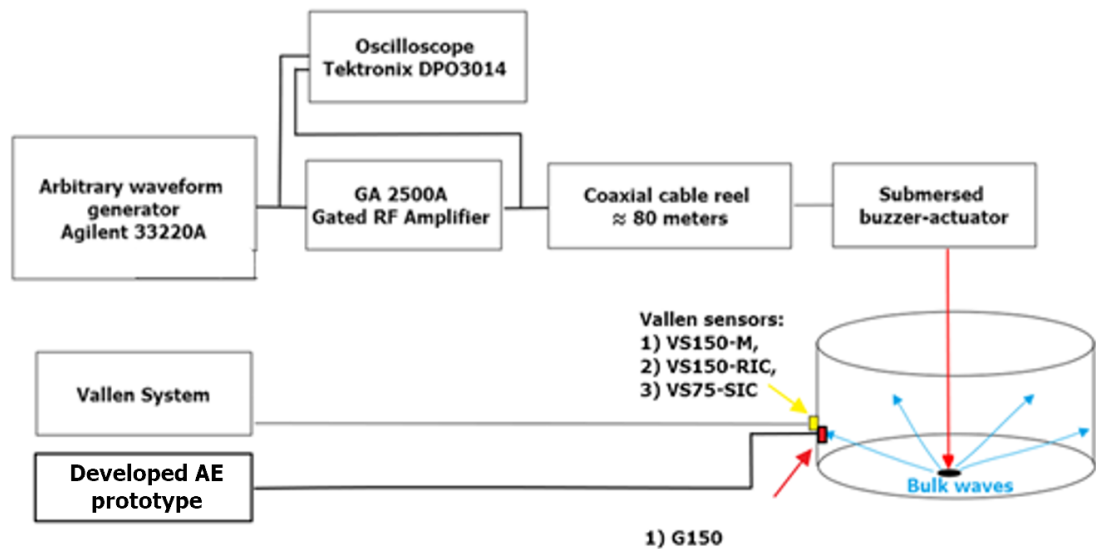 Oscilloscope
Tektronix DPO3014
Arbitrary waveform
generator
Agilent 33220A
GA 2500A
Gated RF Amplifier
Coaxial cable reel
≈ 80 meters
Submersed
buzzer-actuator
Vallen sensors:
1) VS150-M,
2) VS150-RIC,
3) VS75-SIC
Vallen System
Developed AE
prototype
Bulk waves
1) G150